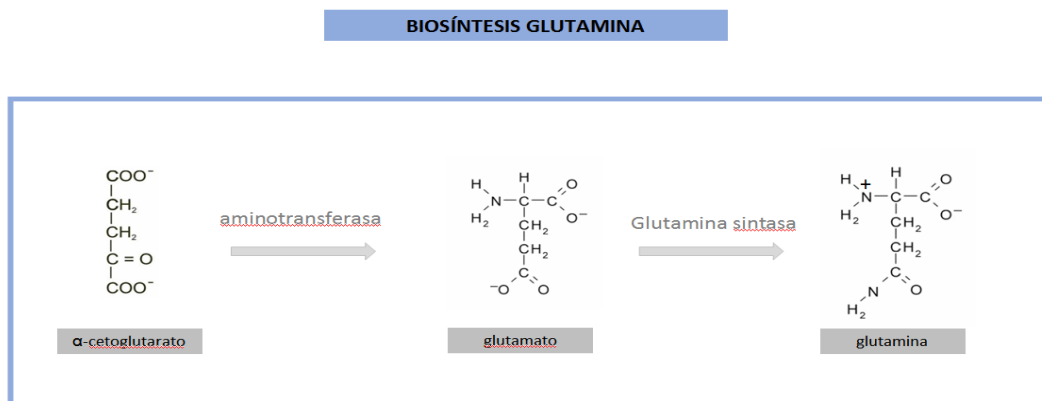 BIOSÍNTESIS GLUTAMINA
COO⁻
CH₂
CH₂
C = O
COO⁻
α-cetoglutarato
aminotransferasa
H H O
N C C
H₂ O⁻
CH₂
CH₂
C
⁻O O
glutamato
Glutamina sintasa
H + H O
N C C
H₂ O⁻
CH₂
CH₂
C
N O
H₂
glutamina